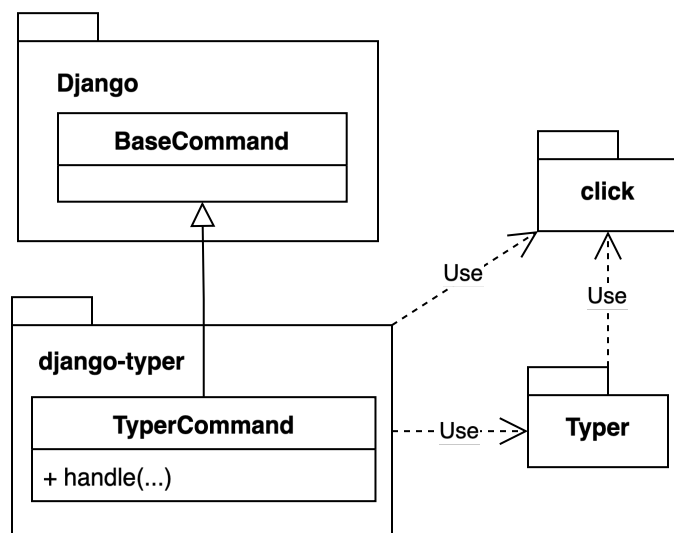 Django
BaseCommand
click
Use
Use
django-typer
TyperCommand
Use
Typer
+ handle(...)